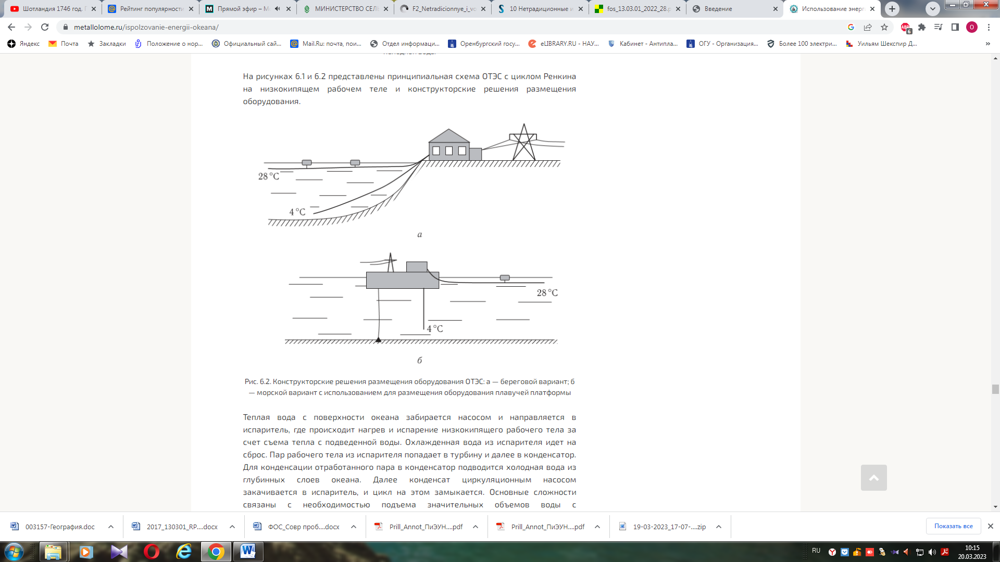 Шотландия 1746 год. Г
Рейтинг популярности
Прямой эфир – Мо
МИНИСТЕРСТВО СЕЛЬ
F2_Netradicionnye_i_vo
10 Нетрадиционные и
fos_13.03.01_2022_28.p
Введение
Использование энерг
metallolome.ru/ispolzovanie-energii-okeana/
6
О
Яндекс
Почта
Закладки
Положение о нор...
Официальный сай...
Mail.Ru: почта, пои...
Отдел информаци...
Оренбургский госу...
eLIBRARY.RU - НАУ...
Кабинет - Антипла...
ОГУ - Организация...
Более 100 электри...
Уильям Шекспир Д...
»
На рисунках 6.1 и 6.2 представлены принципиальная схема ОТЭС с циклом Ренкина
на низкокипящем рабочем теле и конструкторские решения размещения
оборудования.
28 °C
4 °C
а
28 °C
4 °C
б
Рис. 6.2. Конструкторские решения размещения оборудования ОТЭС: а — береговой вариант; б
— морской вариант с использованием для размещения оборудования плавучей платформы
Теплая вода с поверхности океана забирается насосом и направляется в
испаритель, где происходит нагрев и испарение низкокипящего рабочего тела за
счет съема тепла с подведенной воды. Охлажденная вода из испарителя идет на
сброс. Пар рабочего тела из испарителя попадает в турбину и далее в конденсатор.
Для конденсации отработанного пара в конденсатор подводится холодная вода из
глубинных слоев океана. Далее конденсат циркуляционным насосом
закачивается в испаритель, и цикл на этом замыкается. Основные сложности
связаны с необходимостью подъема значительных объемов воды с
003157-География.doc
2017_130301_RP....docx
ФОС_Совр проб....docx
Prill_Annot_ПиЭУН....pdf
Prill_Annot_ПиЭУН....pdf
19-03-2023_17-07-....zip
Показать все
RU
10:15
20.03.2023